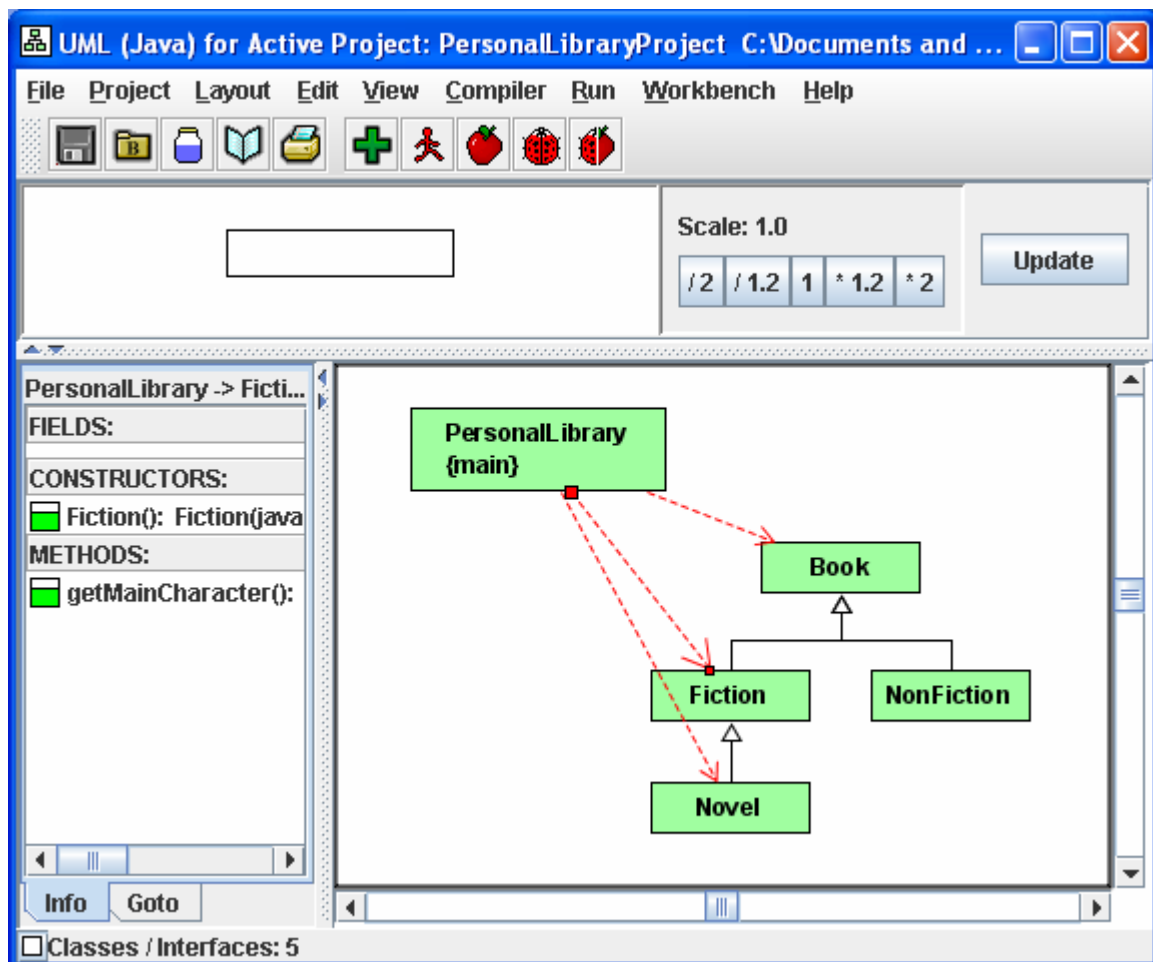 UML (Java) for Active Project: PersonalLibraryProject C:\Documents and ...
File Project Layout Edit View Compiler Run Workbench Help
B
Scale: 1.0
/ 2 / 1.2 1 * 1.2 * 2
Update
PersonalLibrary -> Ficti...
FIELDS:
CONSTRUCTORS:
Fiction(): Fiction(java
METHODS:
getMainCharacter():
Info Goto
PersonalLibrary
{main}
Book
Fiction NonFiction
Novel
Classes / Interfaces: 5